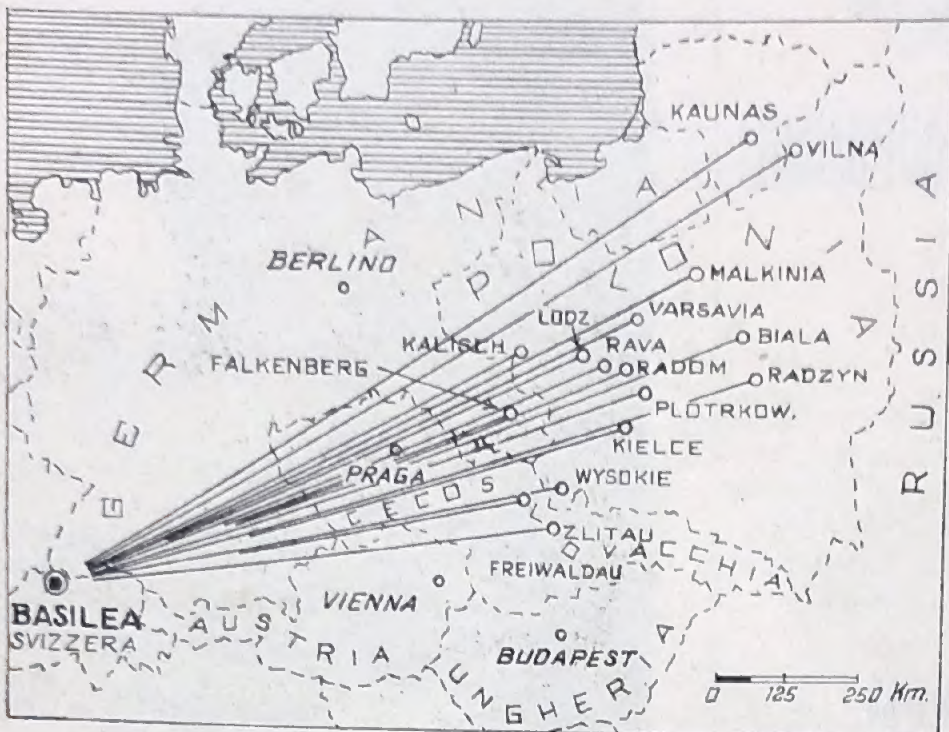 KAUNAS
VILNA
GERMANIA
POLONIA
RUSSIA
BERLINO
MALKINIA
VARSAVIA
LODZ
RAVA
BIALA
KALISCH
FALKENBERG
RADOM
RADZYN
PLOTRKOW.
KIELCE
PRAGA
WYSOKIE
CECOSLOVACCHIA
ZLITAU
FREIWALDAU
BASILEA
SVIZZERA
AUSTRIA
VIENNA
BUDAPEST
UNGHERIA
0 125 250 Km.